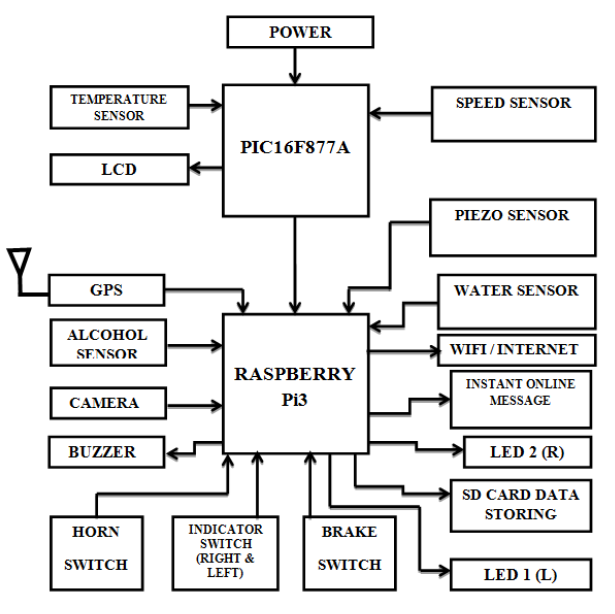 POWER
TEMPERATURE
SENSOR
PIC16F877A
SPEED SENSOR
LCD
PIEZO SENSOR
GPS
WATER SENSOR
ALCOHOL
SENSOR
RASPBERRY
Pi3
WIFI / INTERNET
CAMERA
INSTANT ONLINE
MESSAGE
BUZZER
LED 2 (R)
SD CARD DATA
STORING
HORN
SWITCH
INDICATOR
SWITCH
(RIGHT &
LEFT)
BRAKE
SWITCH
LED 1 (L)